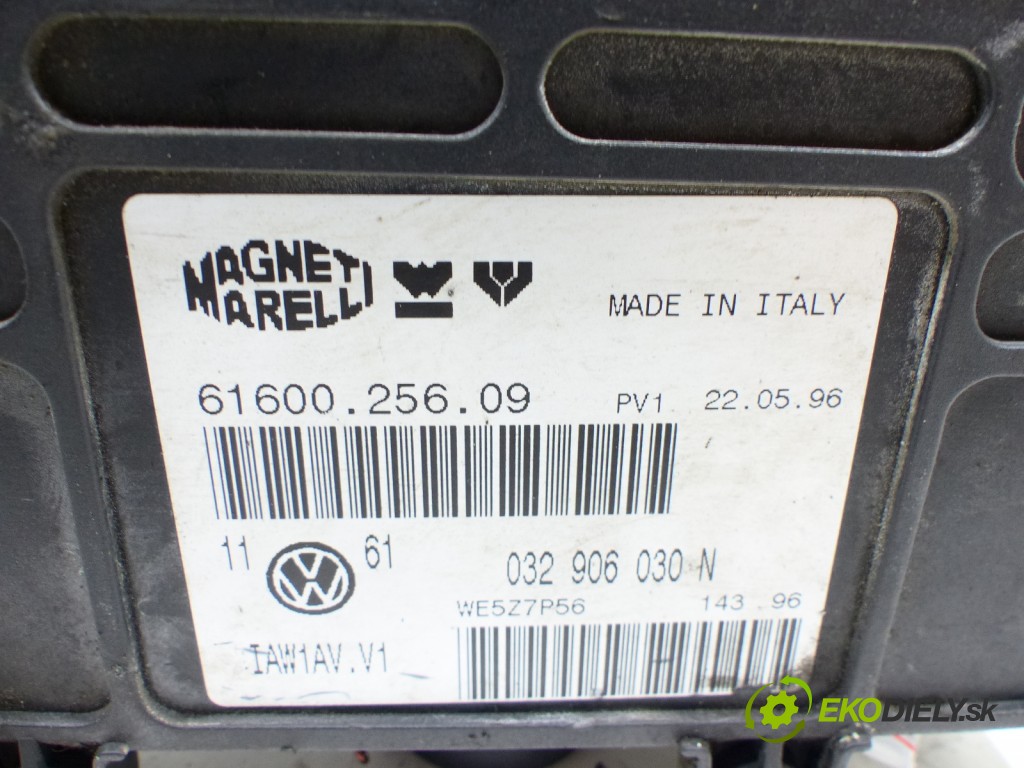 MAGNETI
MARELLI
MADE IN ITALY
61600.256.09 PV1 22.05.96
11 61
032 906 030 N
WE5Z7P56 143 96
IAW1AV.V1
EKODIELY.SK